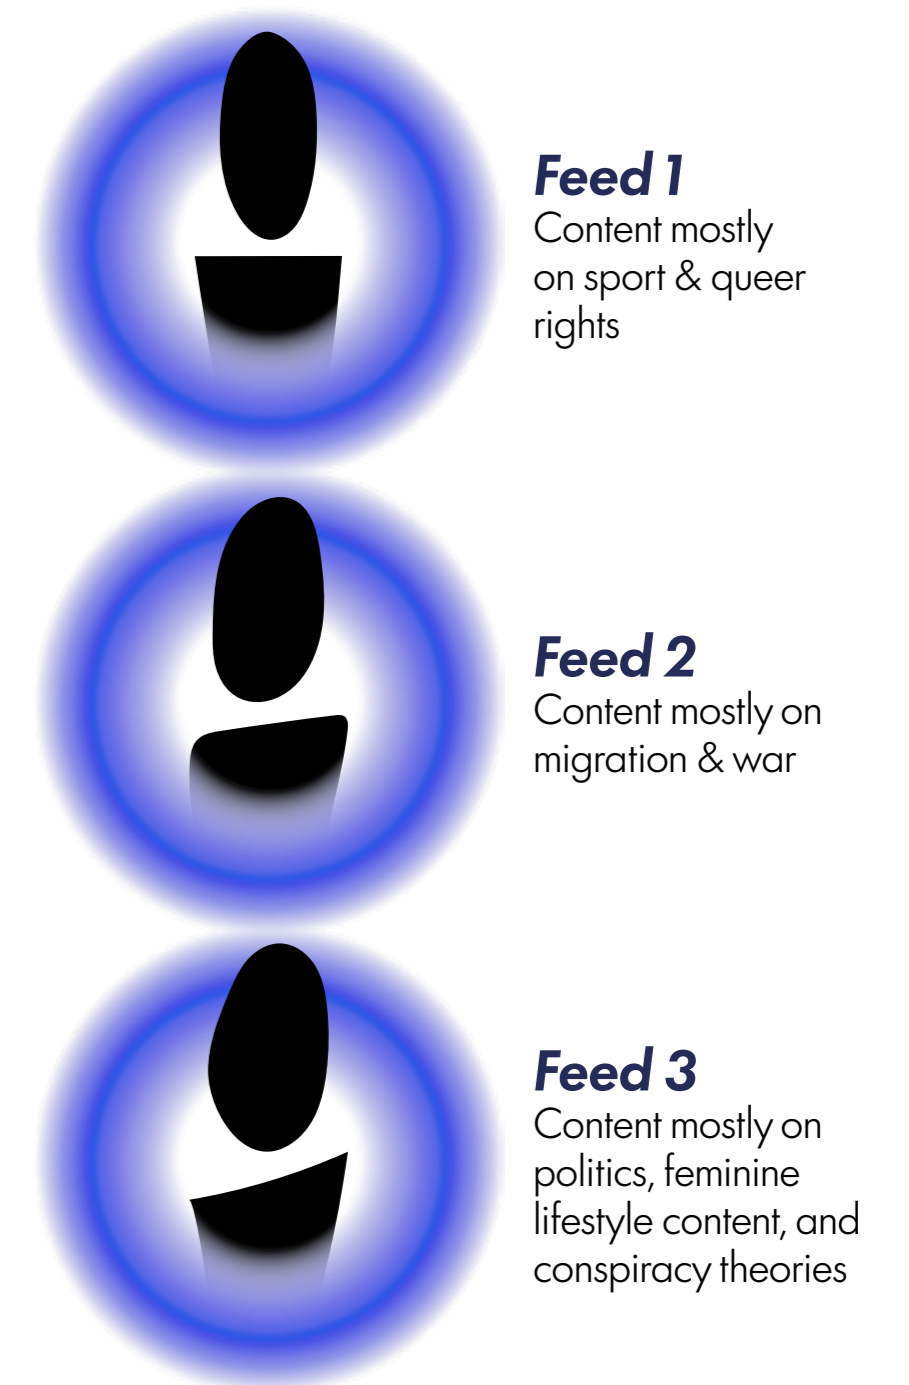 Feed 1
Content mostly
on sport & queer
rights
Feed 2
Content mostly on
migration & war
Feed 3
Content mostly on
politics, feminine
lifestyle content, and
conspiracy theories